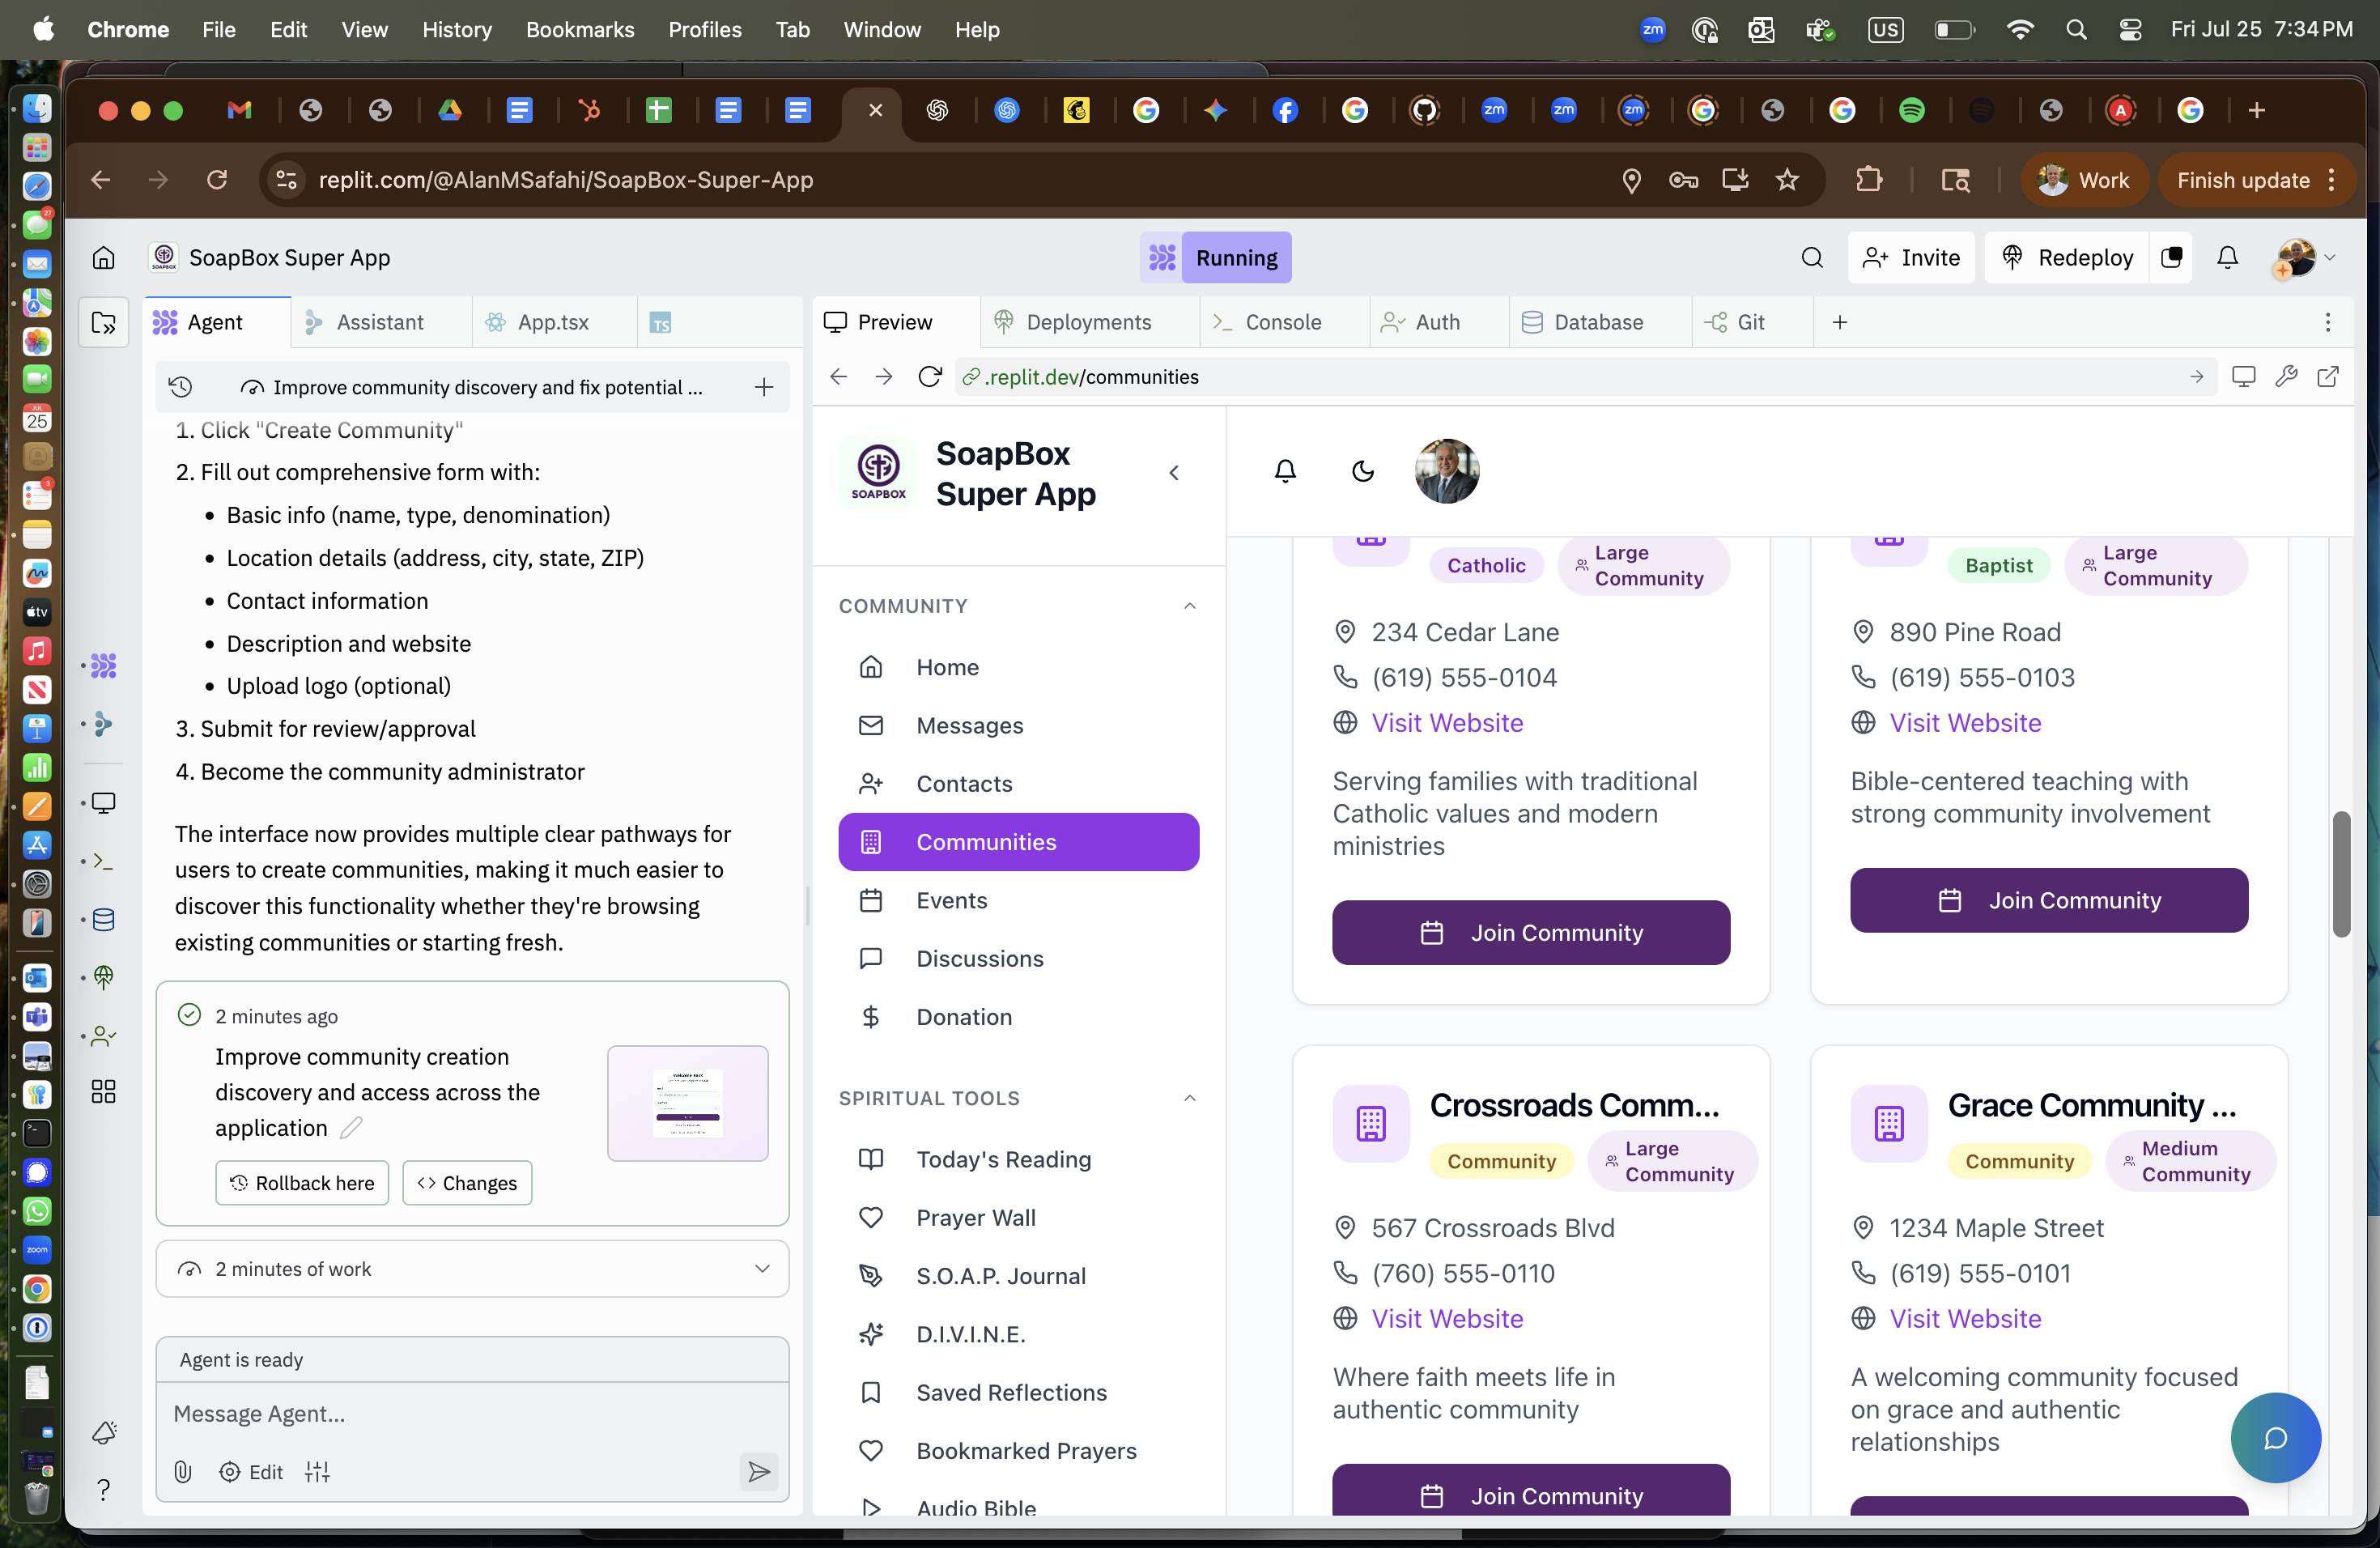 Chrome File Edit View History Bookmarks Profiles Tab Window Help
zm US Fri Jul 25 7:34 PM
zm zm zm A
replit.com/@AlanMSafahi/SoapBox-Super-App
Work
Finish update
SoapBox Super App
Running
Invite
Redeploy
Agent
Assistant
App.tsx
TS
Preview
Deployments
Console
Auth
Database
Git
Improve community discovery and fix potential ...
.replit.dev/communities
1. Click "Create Community"
2. Fill out comprehensive form with:
• Basic info (name, type, denomination)
• Location details (address, city, state, ZIP)
• Contact information
• Description and website
• Upload logo (optional)
3. Submit for review/approval
4. Become the community administrator
The interface now provides multiple clear pathways for
users to create communities, making it much easier to
discover this functionality whether they're browsing
existing communities or starting fresh.
2 minutes ago
Improve community creation
discovery and access across the
application
Rollback here
Changes
2 minutes of work
Agent is ready
Message Agent...
Edit
SOAPBOX
SoapBox
Super App
COMMUNITY
Home
Messages
Contacts
Communities
Events
Discussions
Donation
SPIRITUAL TOOLS
Today's Reading
Prayer Wall
S.O.A.P. Journal
D.I.V.I.N.E.
Saved Reflections
Bookmarked Prayers
Audio Bible
Catholic
Large
Community
234 Cedar Lane
(619) 555-0104
Visit Website
Serving families with traditional
Catholic values and modern
ministries
Join Community
Baptist
Large
Community
890 Pine Road
(619) 555-0103
Visit Website
Bible-centered teaching with
strong community involvement
Join Community
Crossroads Comm...
Community
Large
Community
567 Crossroads Blvd
(760) 555-0110
Visit Website
Where faith meets life in
authentic community
Join Community
Grace Community ...
Community
Medium
Community
1234 Maple Street
(619) 555-0101
Visit Website
A welcoming community focused
on grace and authentic
relationships
27
JUL
25
3
tv
zoom